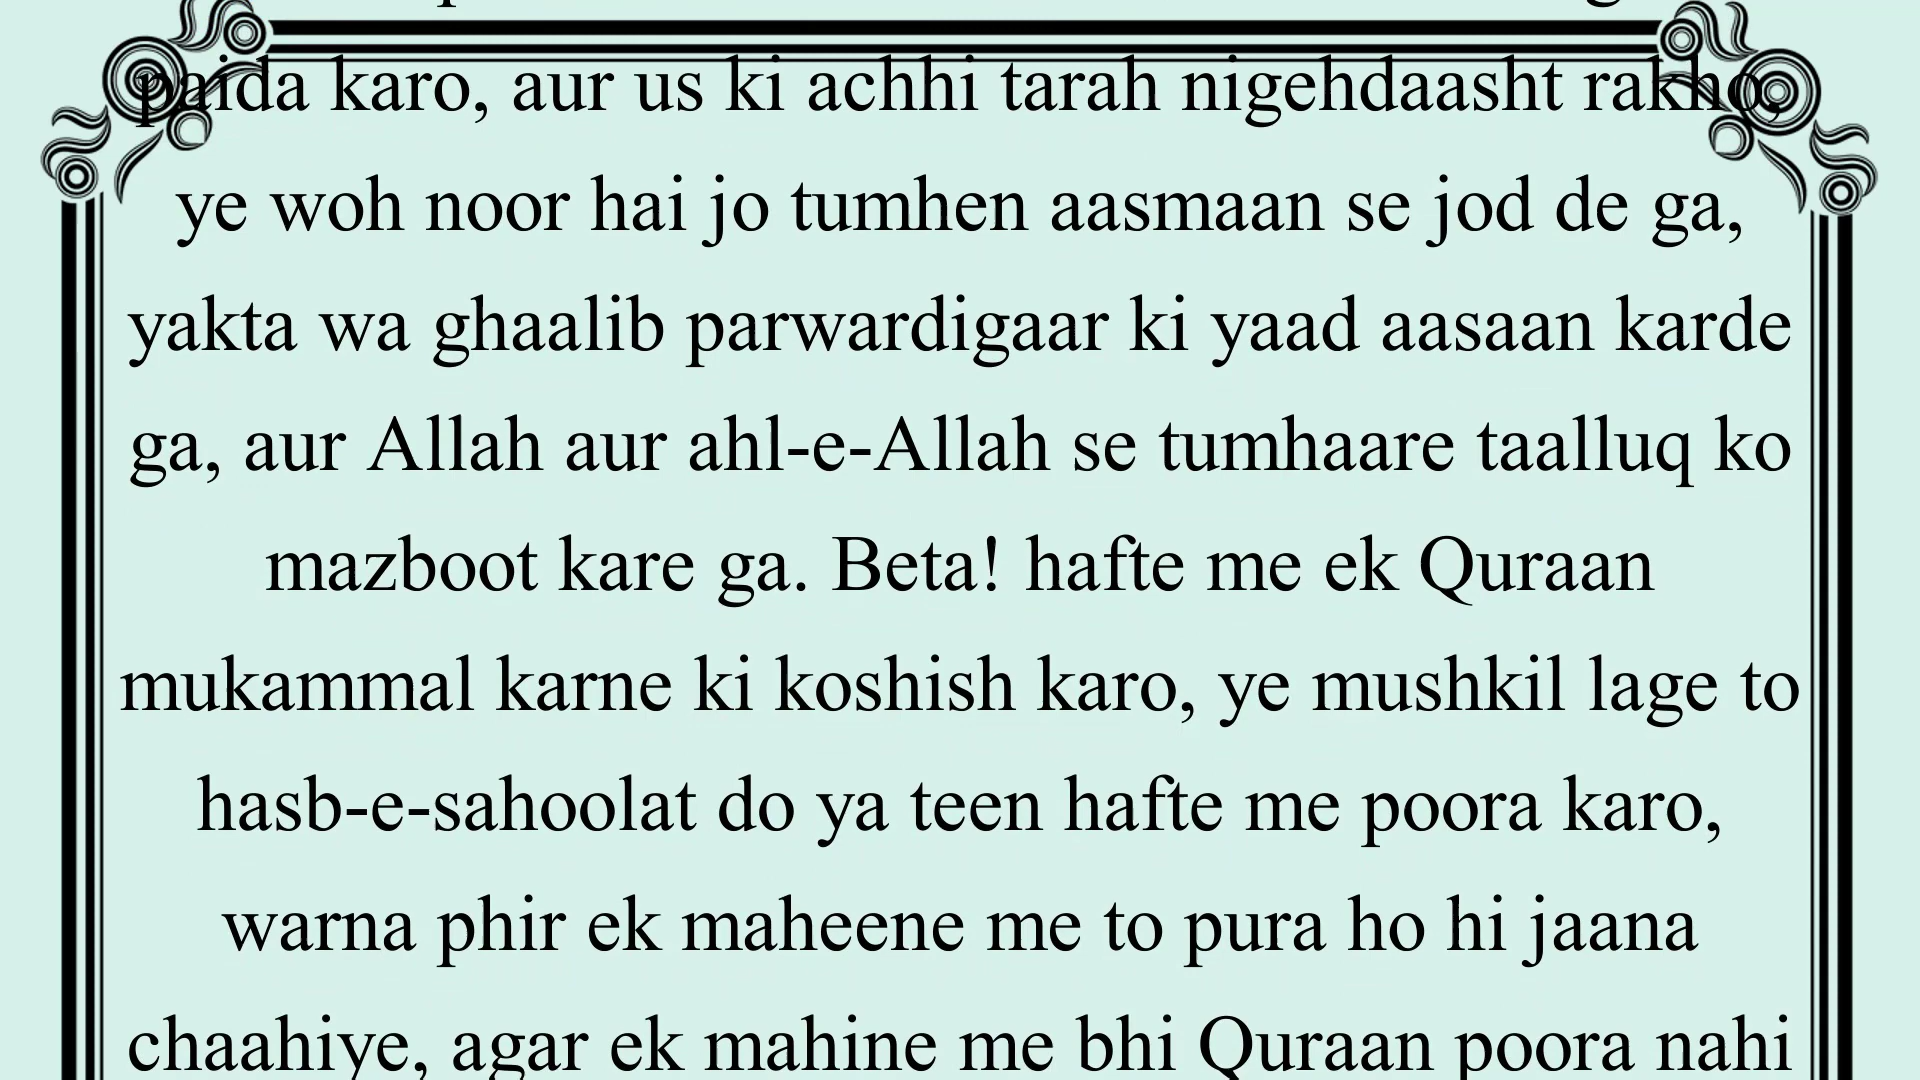 paida karo, aur us ki achhi tarah nigehdaasht rakho,
ye woh noor hai jo tumhen aasmaan se jod de ga,
yakta wa ghaalib parwardigaar ki yaad aasaan karde
ga, aur Allah aur ahl-e-Allah se tumhaare taalluq ko
mazboot kare ga. Beta! hafte me ek Quraan
mukammal karne ki koshish karo, ye mushkil lage to
hasb-e-sahoolat do ya teen hafte me poora karo,
warna phir ek maheene me to pura ho hi jaana
chaahiye, agar ek mahine me bhi Quraan poora nahi